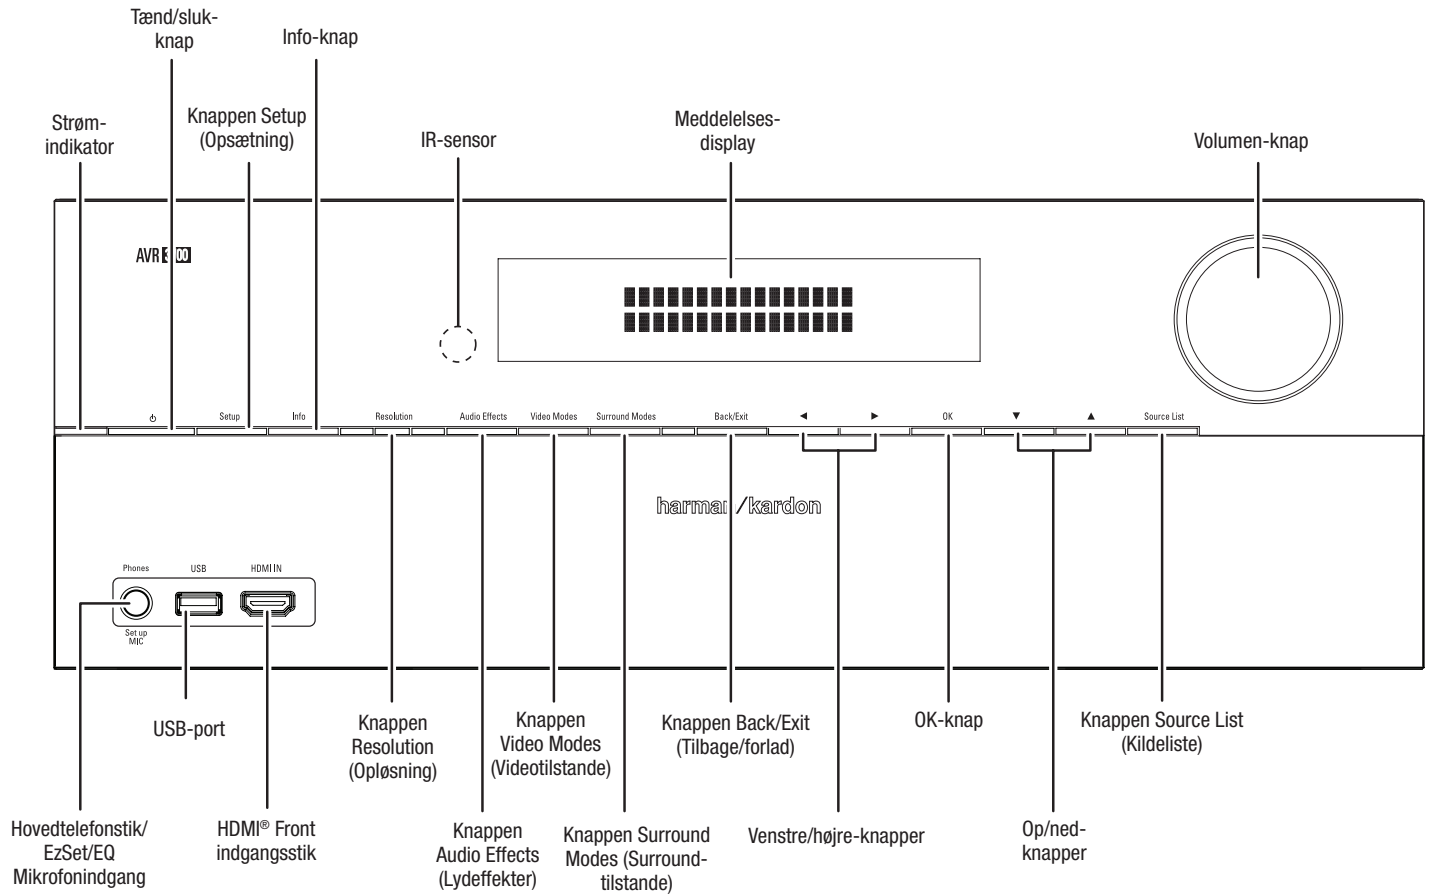 Tænd/sluk-
knap
Info-knap
Strøm-
indikator
Knappen Setup
(Opsætning)
IR-sensor
Meddelelses-
display
Volumen-knap
AVR
Setup
Info
Resolution
Audio Effects
Video Modes
Surround Modes
Back/Exit
OK
Source List
harman/kardon
Phones
USB
HDMI IN
Set up
MIC
USB-port
Knappen
Resolution
(Opløsning)
Knappen
Video Modes
(Videotilstande)
Knappen Back/Exit
(Tilbage/forlad)
OK-knap
Knappen Source List
(Kildeliste)
Hovedtelefonstik/
EzSet/EQ
Mikrofonindgang
HDMI® Front
indgangsstik
Knappen
Audio Effects
(Lydeffekter)
Knappen Surround
Modes (Surround-
tilstande)
Venstre/højre-knapper
Op/ned-
knapper